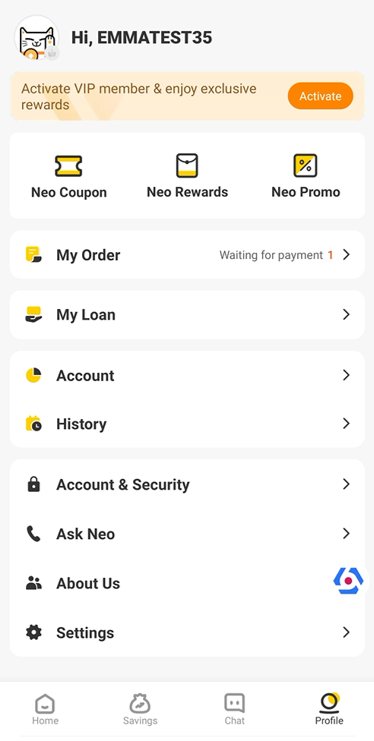 Hi, EMMATEST35
Activate VIP member & enjoy exclusive
rewards
Activate
Neo Coupon
Neo Rewards
Neo Promo
My Order
Waiting for payment 1
My Loan
Account
History
Account & Security
Ask Neo
About Us
Settings
Home
Savings
Chat
Profile